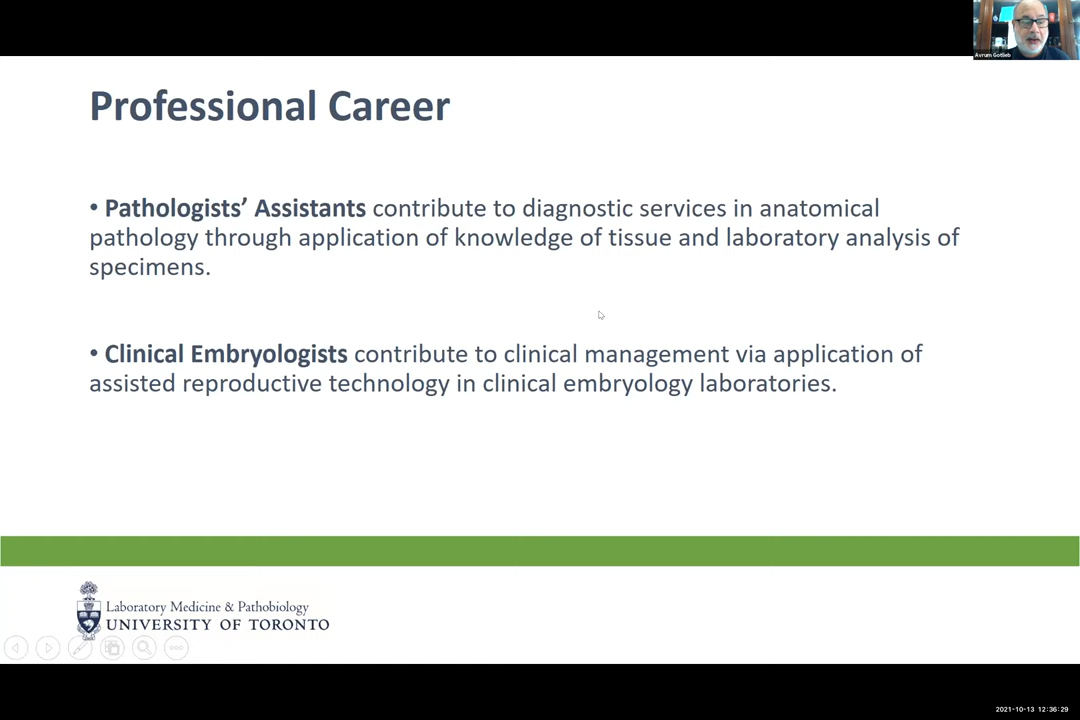 Avrum Gotlieb
Professional Career
• Pathologists’ Assistants contribute to diagnostic services in anatomical
pathology through application of knowledge of tissue and laboratory analysis of
specimens.
• Clinical Embryologists contribute to clinical management via application of
assisted reproductive technology in clinical embryology laboratories.
Laboratory Medicine & Pathobiology
UNIVERSITY OF TORONTO
2021-10-13 12:36:29